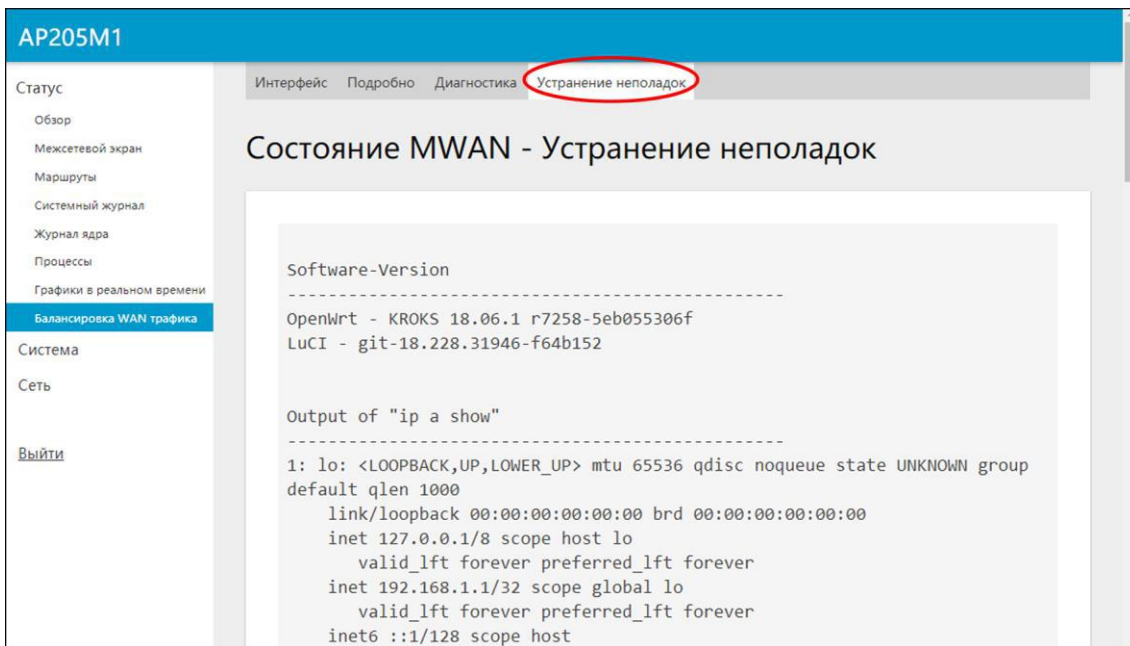 AP205M1
Статус
Обзор
Межсетевой экран
Маршруты
Системный журнал
Журнал ядра
Процессы
Графики в реальном времени
Балансировка WAN трафика
Система
Сеть
Выйти
Интерфейс Подробно Диагностика Устранение неполадок
Состояние MWAN - Устранение неполадок
Software-Version
-------------------------------------------------
OpenWrt - KROKS 18.06.1 r7258-5eb055306f
LuCI - git-18.228.31946-f64b152
Output of "ip a show"
-------------------------------------------------
1: lo: <LOOPBACK,UP,LOWER_UP> mtu 65536 qdisc noqueue state UNKNOWN group
default qlen 1000
link/loopback 00:00:00:00:00:00 brd 00:00:00:00:00:00
inet 127.0.0.1/8 scope host lo
valid_lft forever preferred_lft forever
inet 192.168.1.1/32 scope global lo
valid_lft forever preferred_lft forever
inet6 ::1/128 scope host